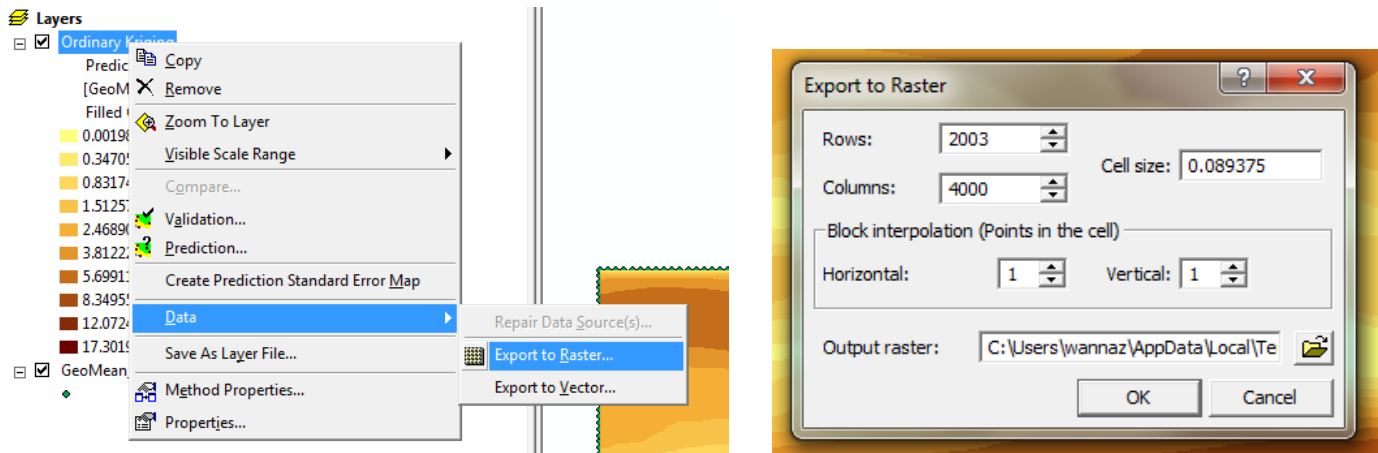 Layers
Ordinary Kriging
Predic
[GeoM
Filled
0.00198
0.3470
0.83174
1.5125
2.46890
3.8122
5.6991
8.3495
12.0724
17.3019
GeoMean_
Copy
Remove
Zoom To Layer
Visible Scale Range
Compare...
Validation...
Prediction...
Create Prediction Standard Error Map
Data
Save As Layer File...
Method Properties...
Properties...
Repair Data Source(s)...
Export to Raster...
Export to Vector...
Export to Raster
Rows: 2003
Cell size: 0.089375
Columns: 4000
Block interpolation (Points in the cell)
Horizontal: 1 Vertical: 1
Output raster: C:\Users\wannaz\AppData\Local\Te
OK Cancel